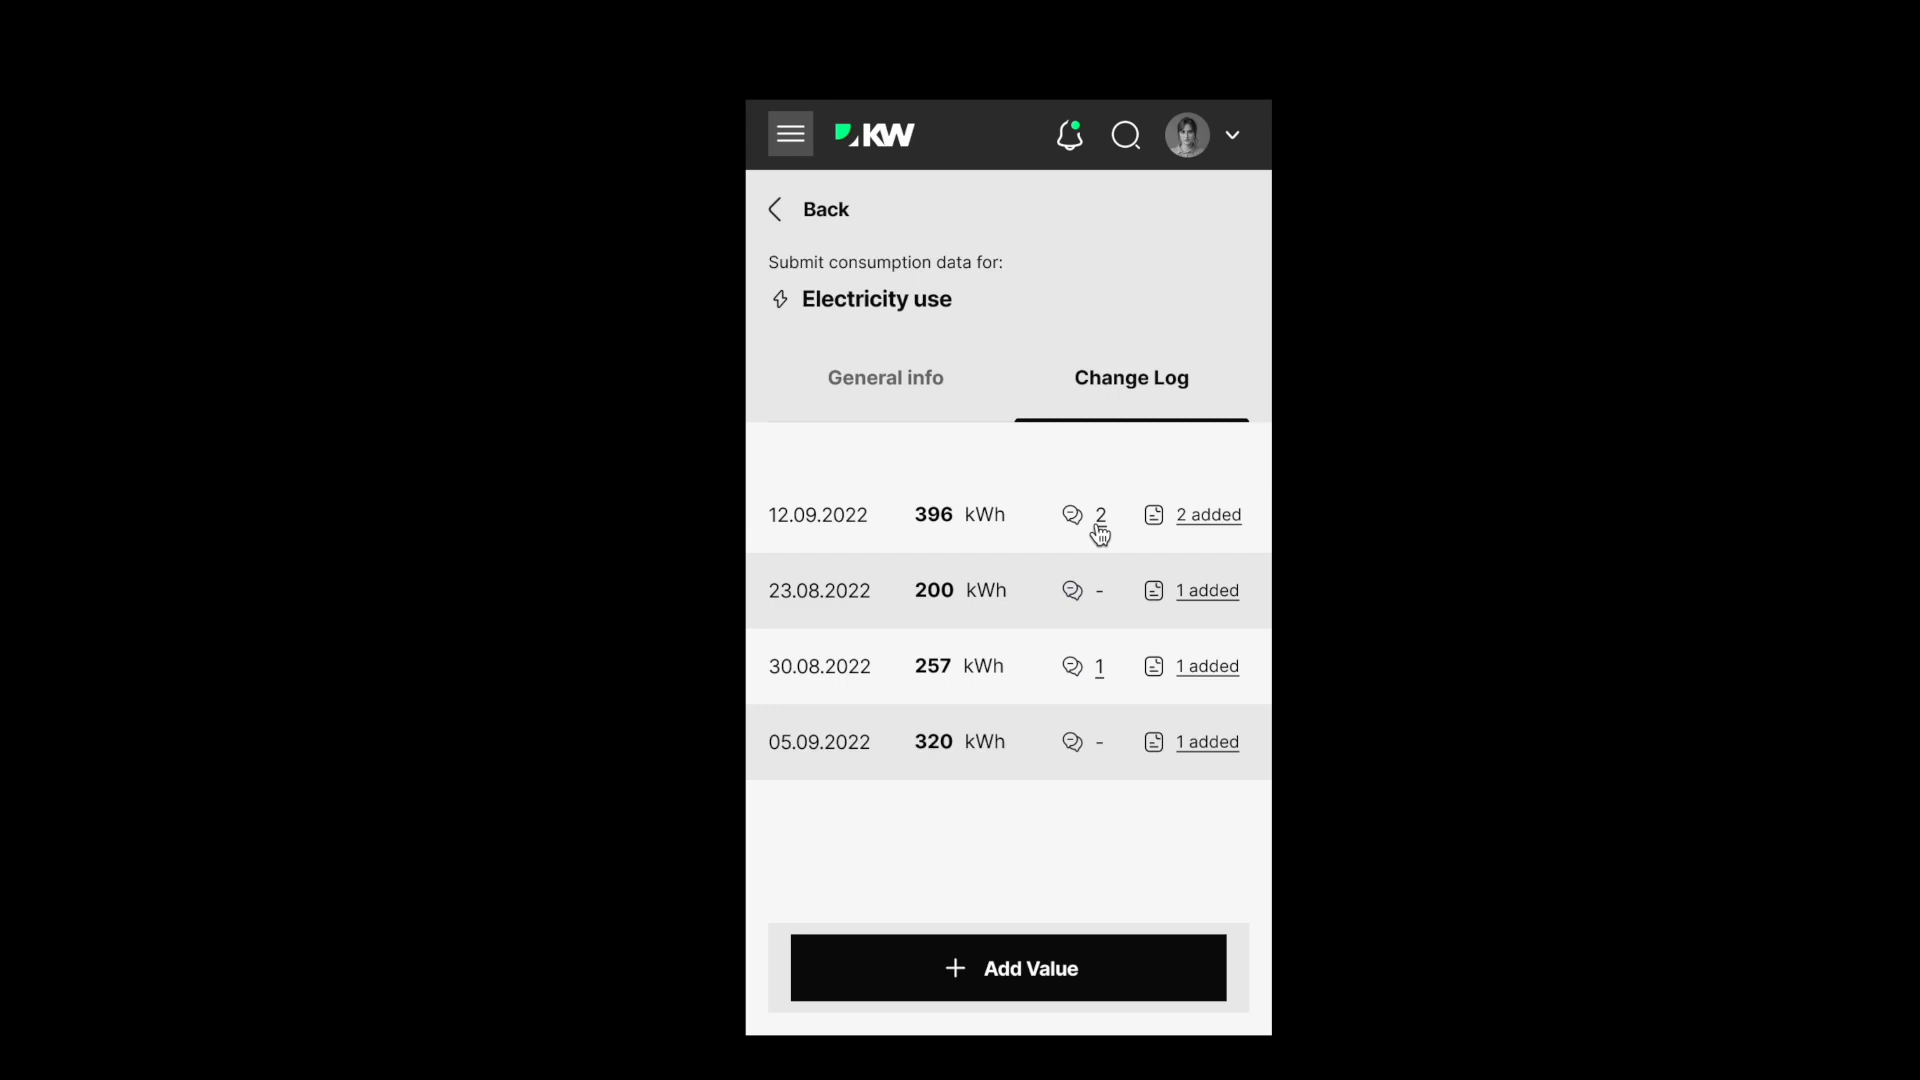 KW
Back
Submit consumption data for:
Electricity use
General info Change Log
12.09.2022 396 kWh 2 2 added
23.08.2022 200 kWh - 1 added
30.08.2022 257 kWh 1 1 added
05.09.2022 320 kWh - 1 added
+ Add Value